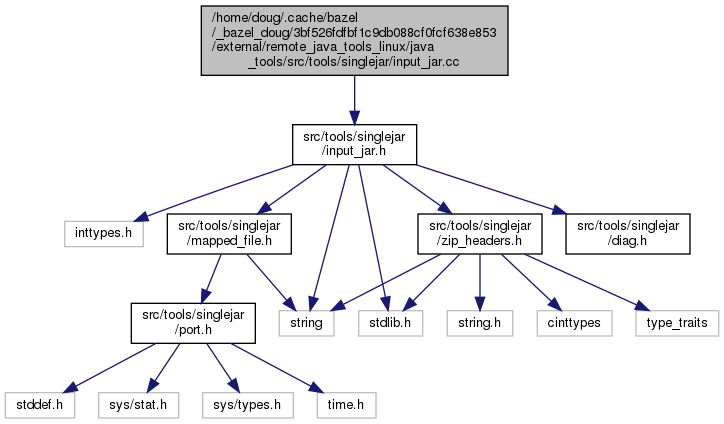 /home/doug/.cache/bazel
/_bazel_doug/3bf526fdfbf1c9db088cf0fcf638e853
/external/remote_java_tools_linux/java
_tools/src/tools/singlejar/input_jar.cc
src/tools/singlejar
/input_jar.h
inttypes.h
src/tools/singlejar
/mapped_file.h
src/tools/singlejar
/zip_headers.h
src/tools/singlejar
/diag.h
src/tools/singlejar
/port.h
string
stdlib.h
string.h
cinttypes
type_traits
stddef.h
sys/stat.h
sys/types.h
time.h